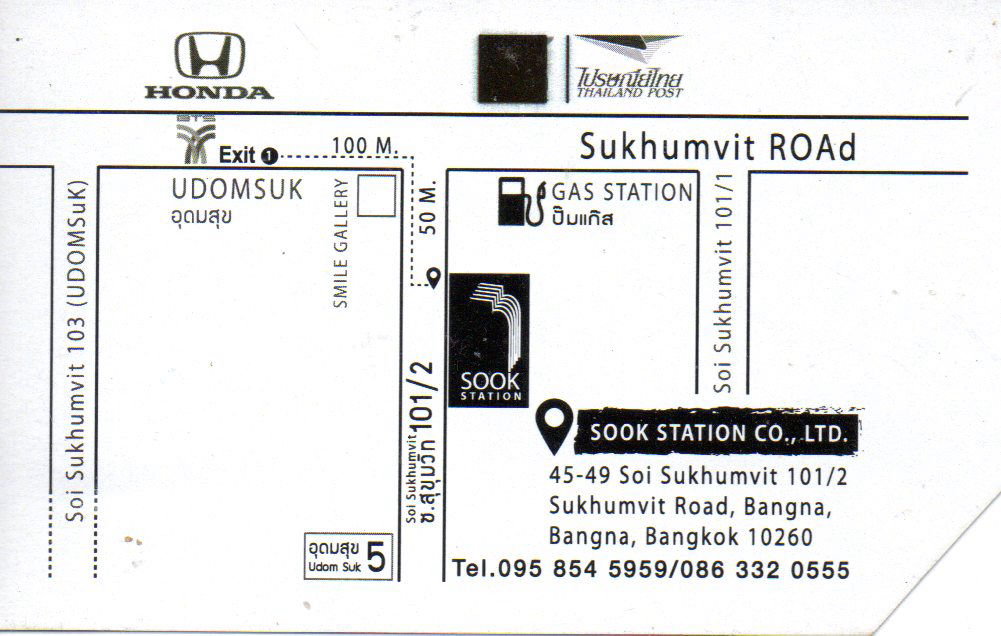 HONDA
ไปรษณีย์ไทย
THAILAND POST
BTS
Sukhumvit ROAd
Exit 1
100 M.
UDOMSUK
อุดมสุข
SMILE GALLERY
50 M.
GAS STATION
ปั๊มแก๊ส
Soi Sukhumvit 101/1
Soi Sukhumvit 103 (UDOMSuK)
SOOK
STATION
Soi Sukhumvit
ซ.สุขุมวิท 101/2
SOOK STATION CO., LTD.
45-49 Soi Sukhumvit 101/2
Sukhumvit Road, Bangna,
Bangna, Bangkok 10260
Tel.095 854 5959/086 332 0555
อุดมสุข 5
Udom Suk